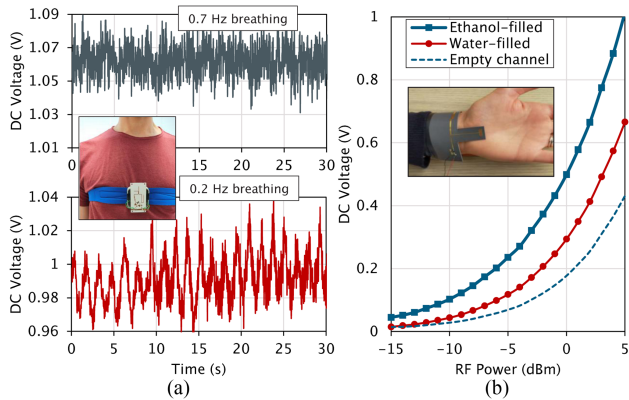 0.7 Hz breathing
DC Voltage (V)
1.09
1.07
1.05
1.03
1.01
0 5 10 15 20 25 30
0.2 Hz breathing
DC Voltage (V)
1.04
1.02
1
0.98
0.96
0 5 10 15 20 25 30
Time (s)
(a)
Ethanol-filled
Water-filled
Empty channel
DC Voltage (V)
1
0.8
0.6
0.4
0.2
0
-15 -10 -5 0 5
RF Power (dBm)
(b)